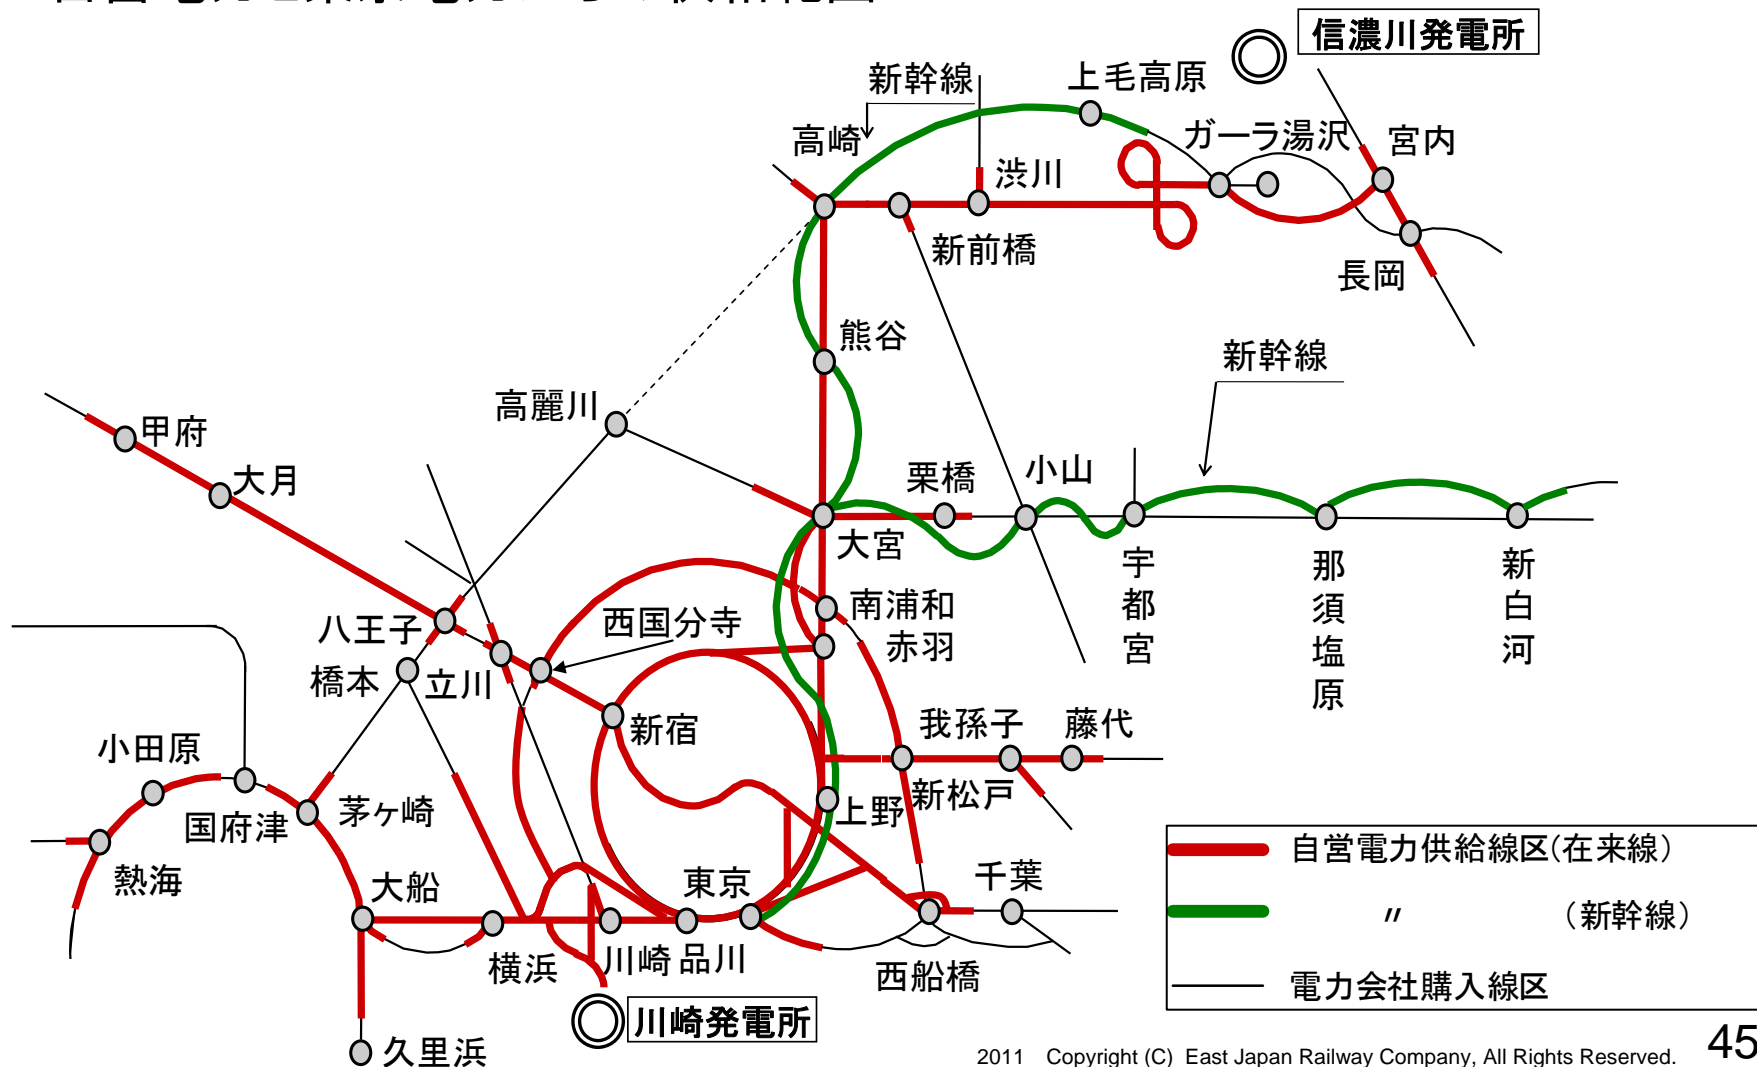 信濃川発電所
新幹線
上毛高原
高崎
ガーラ湯沢
宮内
渋川
新前橋
長岡
熊谷
新幹線
高麗川
甲府
大月
栗橋
小山
大宮
宇都宮
那須塩原
新白河
南浦和
八王子
西国分寺
赤羽
橋本
立川
新宿
我孫子
藤代
小田原
国府津
茅ヶ崎
上野
新松戸
熱海
大船
東京
千葉
横浜
川崎
品川
西船橋
川崎発電所
久里浜
自営電力供給線区(在来線)
〃 (新幹線)
電力会社購入線区
2011 Copyright (C) East Japan Railway Company, All Rights Reserved.
45